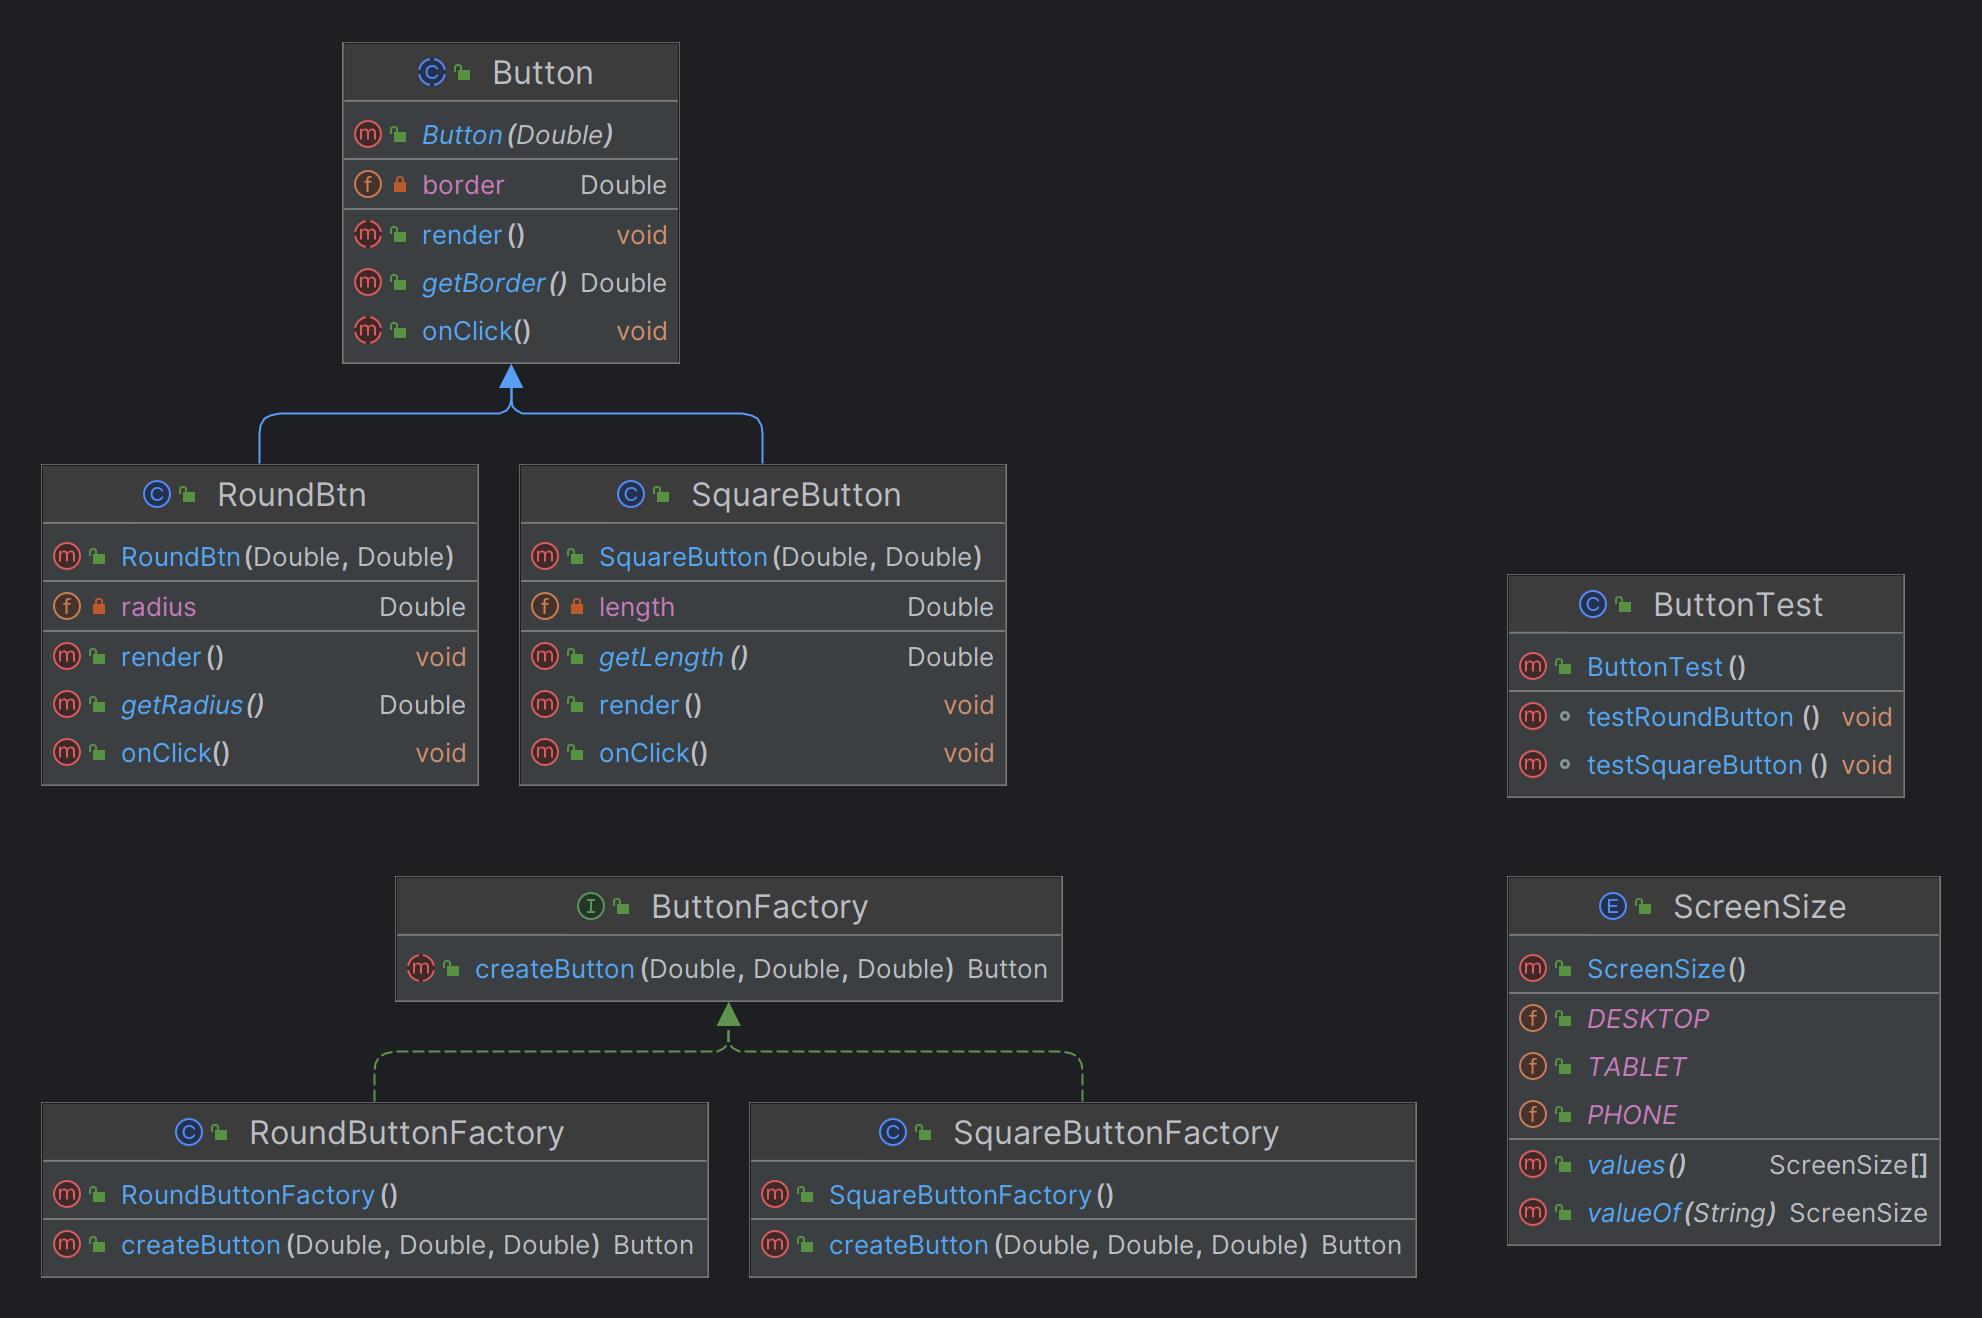 Button
Button(Double)
border Double
render() void
getBorder() Double
onClick() void
RoundBtn
RoundBtn(Double, Double)
radius Double
render() void
getRadius() Double
onClick() void
SquareButton
SquareButton(Double, Double)
length Double
getLength() Double
render() void
onClick() void
ButtonTest
ButtonTest()
testRoundButton() void
testSquareButton() void
ButtonFactory
createButton(Double, Double, Double) Button
RoundButtonFactory
RoundButtonFactory()
createButton(Double, Double, Double) Button
SquareButtonFactory
SquareButtonFactory()
createButton(Double, Double, Double) Button
ScreenSize
ScreenSize()
DESKTOP
TABLET
PHONE
values() ScreenSize[]
valueOf(String) ScreenSize